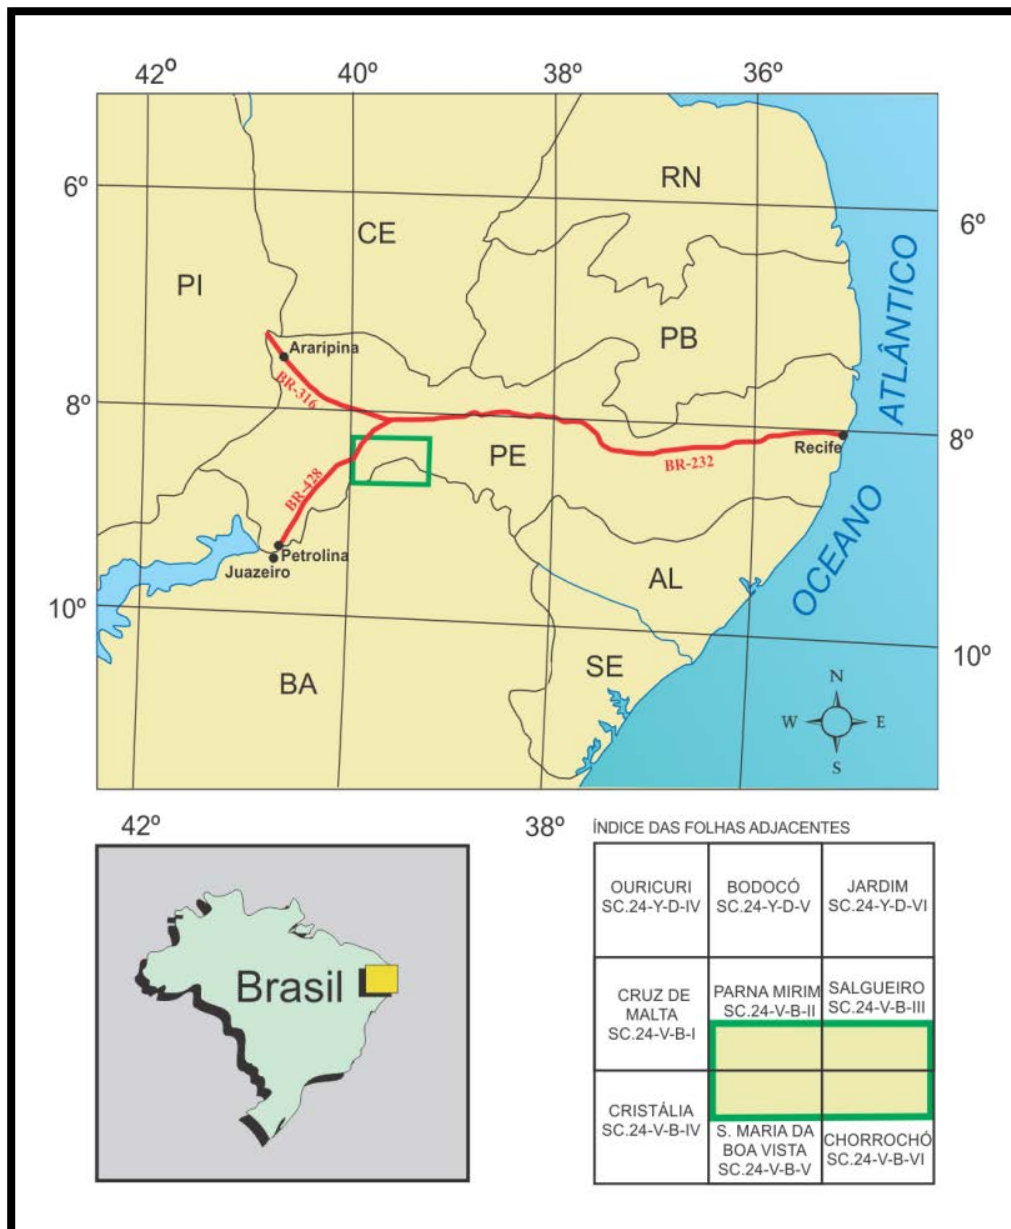 42º 40º 38º 36º
6º
6º
RN
CE
PI
PB
ATLÂNTICO
Araripina
BR-316
8º
8º
Recife
PE
BR-232
BR-428
Petrolina
Juazeiro
OCEANO
AL
10º
10º
SE
BA
N
W E
S
42º 38º
ÍNDICE DAS FOLHAS ADJACENTES
OURICURI
SC.24-Y-D-IV
BODOCÓ
SC.24-Y-D-V
JARDIM
SC.24-Y-D-VI
Brasil
CRUZ DE
MALTA
SC.24-V-B-I
PARNA MIRIM
SC.24-V-B-II
SALGUEIRO
SC.24-V-B-III
CRISTÁLIA
SC.24-V-B-IV
S. MARIA DA
BOA VISTA
SC.24-V-B-V
CHORROCHÓ
SC.24-V-B-VI